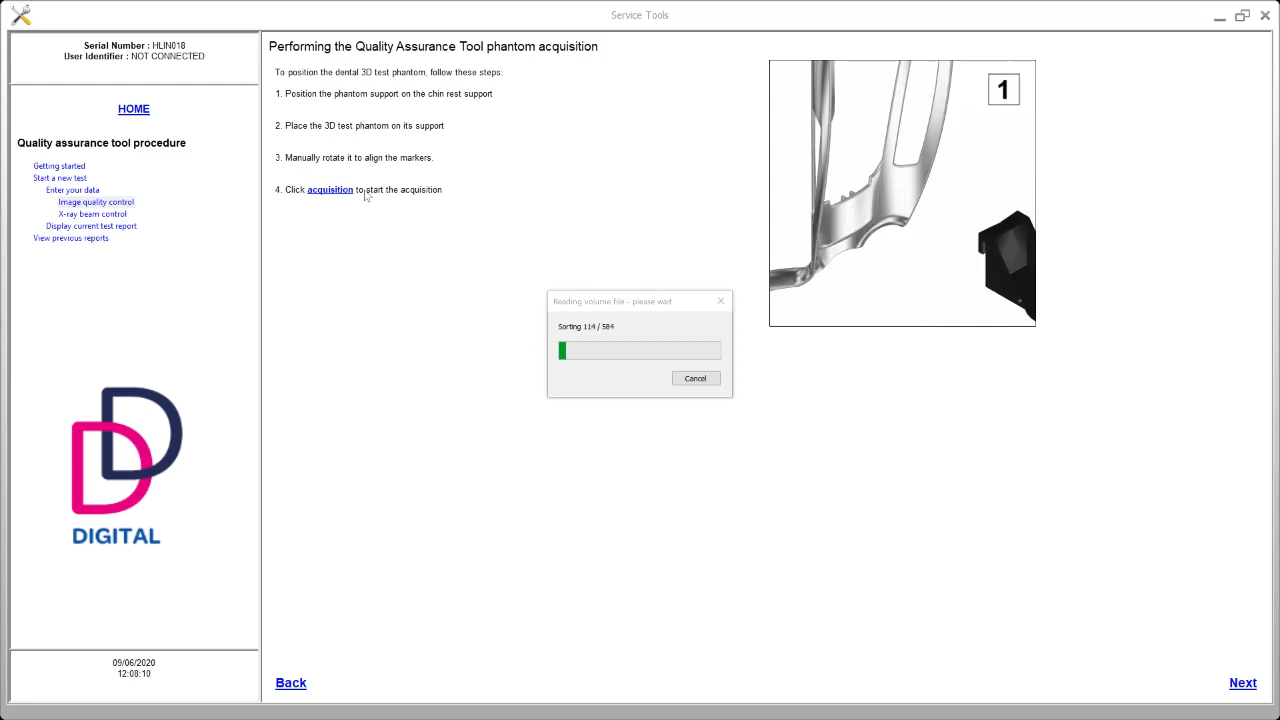 Service Tools
Serial Number : HLIN018
User Identifier : NOT CONNECTED
HOME
Quality assurance tool procedure
Getting started
Start a new test
Enter your data
Image quality control
X-ray beam control
Display current test report
View previous reports
DIGITAL
09/06/2020
12:08:10
Performing the Quality Assurance Tool phantom acquisition
To position the dental 3D test phantom, follow these steps:
1. Position the phantom support on the chin rest support
2. Place the 3D test phantom on its support
3. Manually rotate it to align the markers.
4. Click acquisition to start the acquisition
1
Reading volume file - please wait
Sorting 114 / 584
Cancel
Back
Next